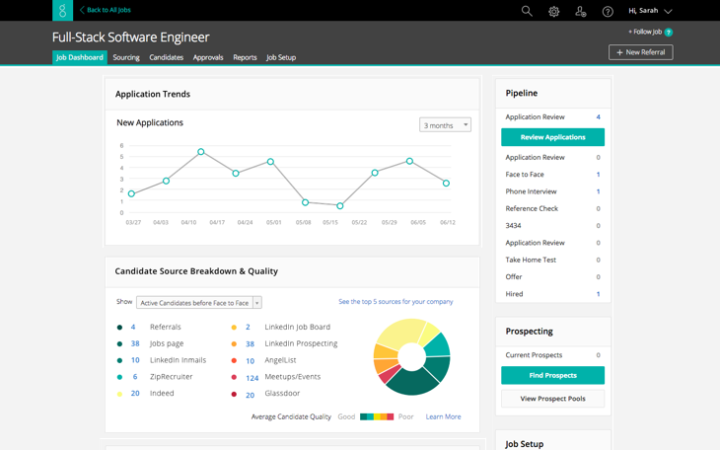 Back to All Jobs
Hi, Sarah
Full-Stack Software Engineer
+ Follow Job ?
+ New Referral
Job Dashboard Sourcing Candidates Approvals Reports Job Setup
Application Trends
New Applications
3 months
6
5
4
3
2
1
0
03/27 04/03 04/10 04/17 04/24 05/01 05/08 05/15 05/22 05/29 06/05 06/12
Candidate Source Breakdown & Quality
Show Active Candidates before Face to Face
See the top 5 sources for your company
4 Referrals
38 Jobs page
10 LinkedIn Inmails
6 ZipRecruiter
20 Indeed
2 LinkedIn Job Board
38 LinkedIn Prospecting
10 AngelList
124 Meetups/Events
20 Glassdoor
Average Candidate Quality Good Poor Learn More
Pipeline
Application Review 4
Review Applications
Application Review 0
Face to Face 1
Phone Interview 1
Reference Check 0
3434 0
Application Review 0
Take Home Test 0
Offer 0
Hired 1
Prospecting
Current Prospects 0
Find Prospects
View Prospect Pools
Job Setup